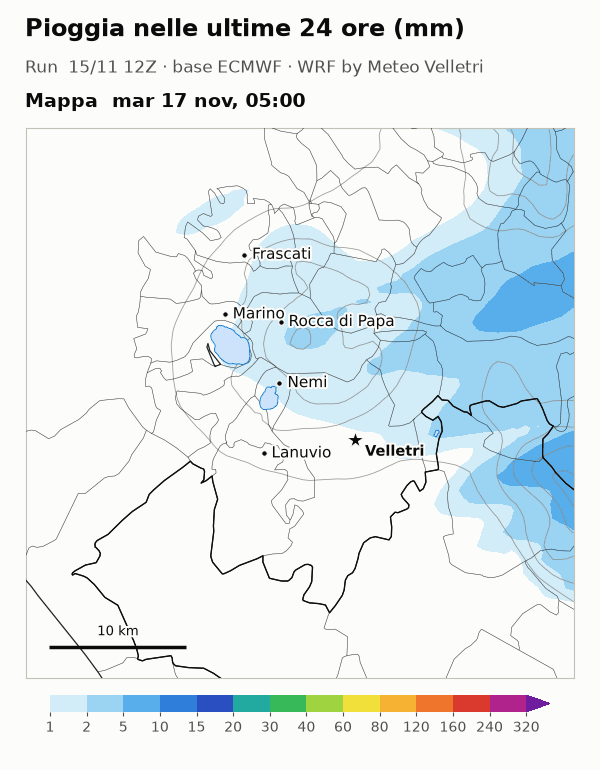 Pioggia nelle ultime 24 ore (mm)
Run  15/11 12Z · base ECMWF · WRF by Meteo Velletri
Mappa  mar 17 nov, 05:00
Frascati
Marino
Rocca di Papa
Nemi
Velletri
Lanuvio
10 km
1 2 5 10 15 20 30 40 60 80 120 160 240 320